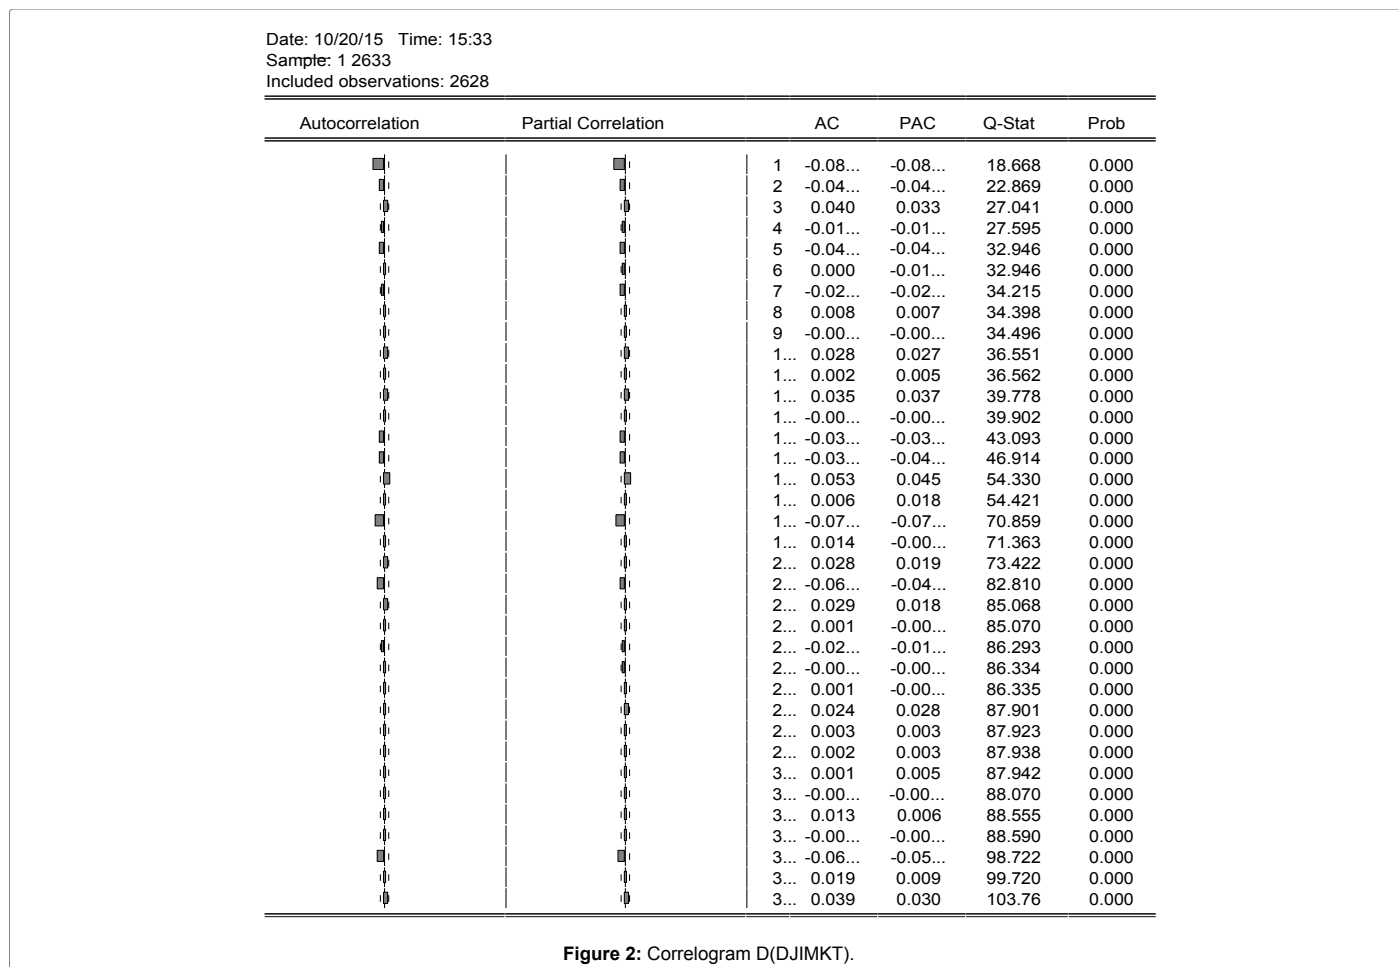 Date: 10/20/15 Time: 15:33
Sample: 1 2633
Included observations: 2628
Autocorrelation Partial Correlation AC PAC Q-Stat Prob
1 -0.08... -0.08... 18.668 0.000
2 -0.04... -0.04... 22.869 0.000
3 0.040 0.033 27.041 0.000
4 -0.01... -0.01... 27.595 0.000
5 -0.04... -0.04... 32.946 0.000
6 0.000 -0.01... 32.946 0.000
7 -0.02... -0.02... 34.215 0.000
8 0.008 0.007 34.398 0.000
9 -0.00... -0.00... 34.496 0.000
1... 0.028 0.027 36.551 0.000
1... 0.002 0.005 36.562 0.000
1... 0.035 0.037 39.778 0.000
1... -0.00... -0.00... 39.902 0.000
1... -0.03... -0.03... 43.093 0.000
1... -0.03... -0.04... 46.914 0.000
1... 0.053 0.045 54.330 0.000
1... 0.006 0.018 54.421 0.000
1... -0.07... -0.07... 70.859 0.000
1... 0.014 -0.00... 71.363 0.000
2... 0.028 0.019 73.422 0.000
2... -0.06... -0.04... 82.810 0.000
2... 0.029 0.018 85.068 0.000
2... 0.001 -0.00... 85.070 0.000
2... -0.02... -0.01... 86.293 0.000
2... -0.00... -0.00... 86.334 0.000
2... 0.001 -0.00... 86.335 0.000
2... 0.024 0.028 87.901 0.000
2... 0.003 0.003 87.923 0.000
2... 0.002 0.003 87.938 0.000
3... 0.001 0.005 87.942 0.000
3... -0.00... -0.00... 88.070 0.000
3... 0.013 0.006 88.555 0.000
3... -0.00... -0.00... 88.590 0.000
3... -0.06... -0.05... 98.722 0.000
3... 0.019 0.009 99.720 0.000
3... 0.039 0.030 103.76 0.000
Figure 2: Correlogram D(DJIMKT).